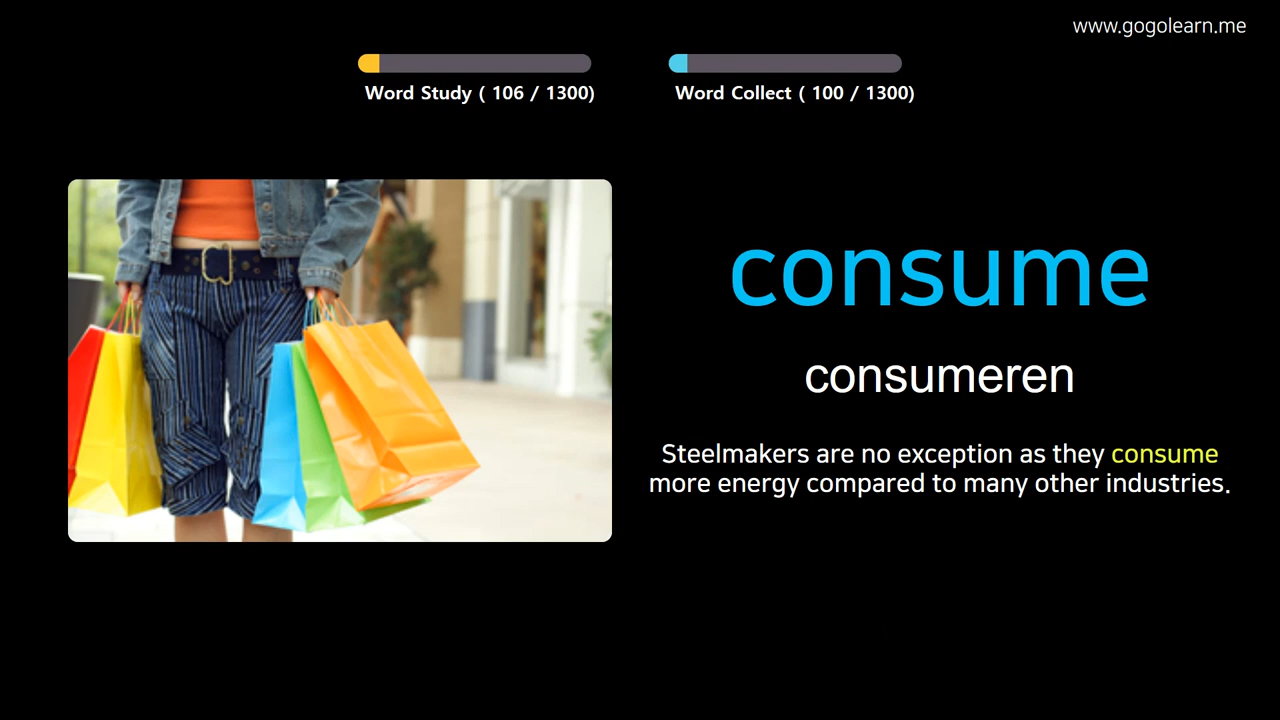 www.gogolearn.me
Word Study ( 106 / 1300)
Word Collect ( 100 / 1300)
consume
consumeren
Steelmakers are no exception as they consume
more energy compared to many other industries.